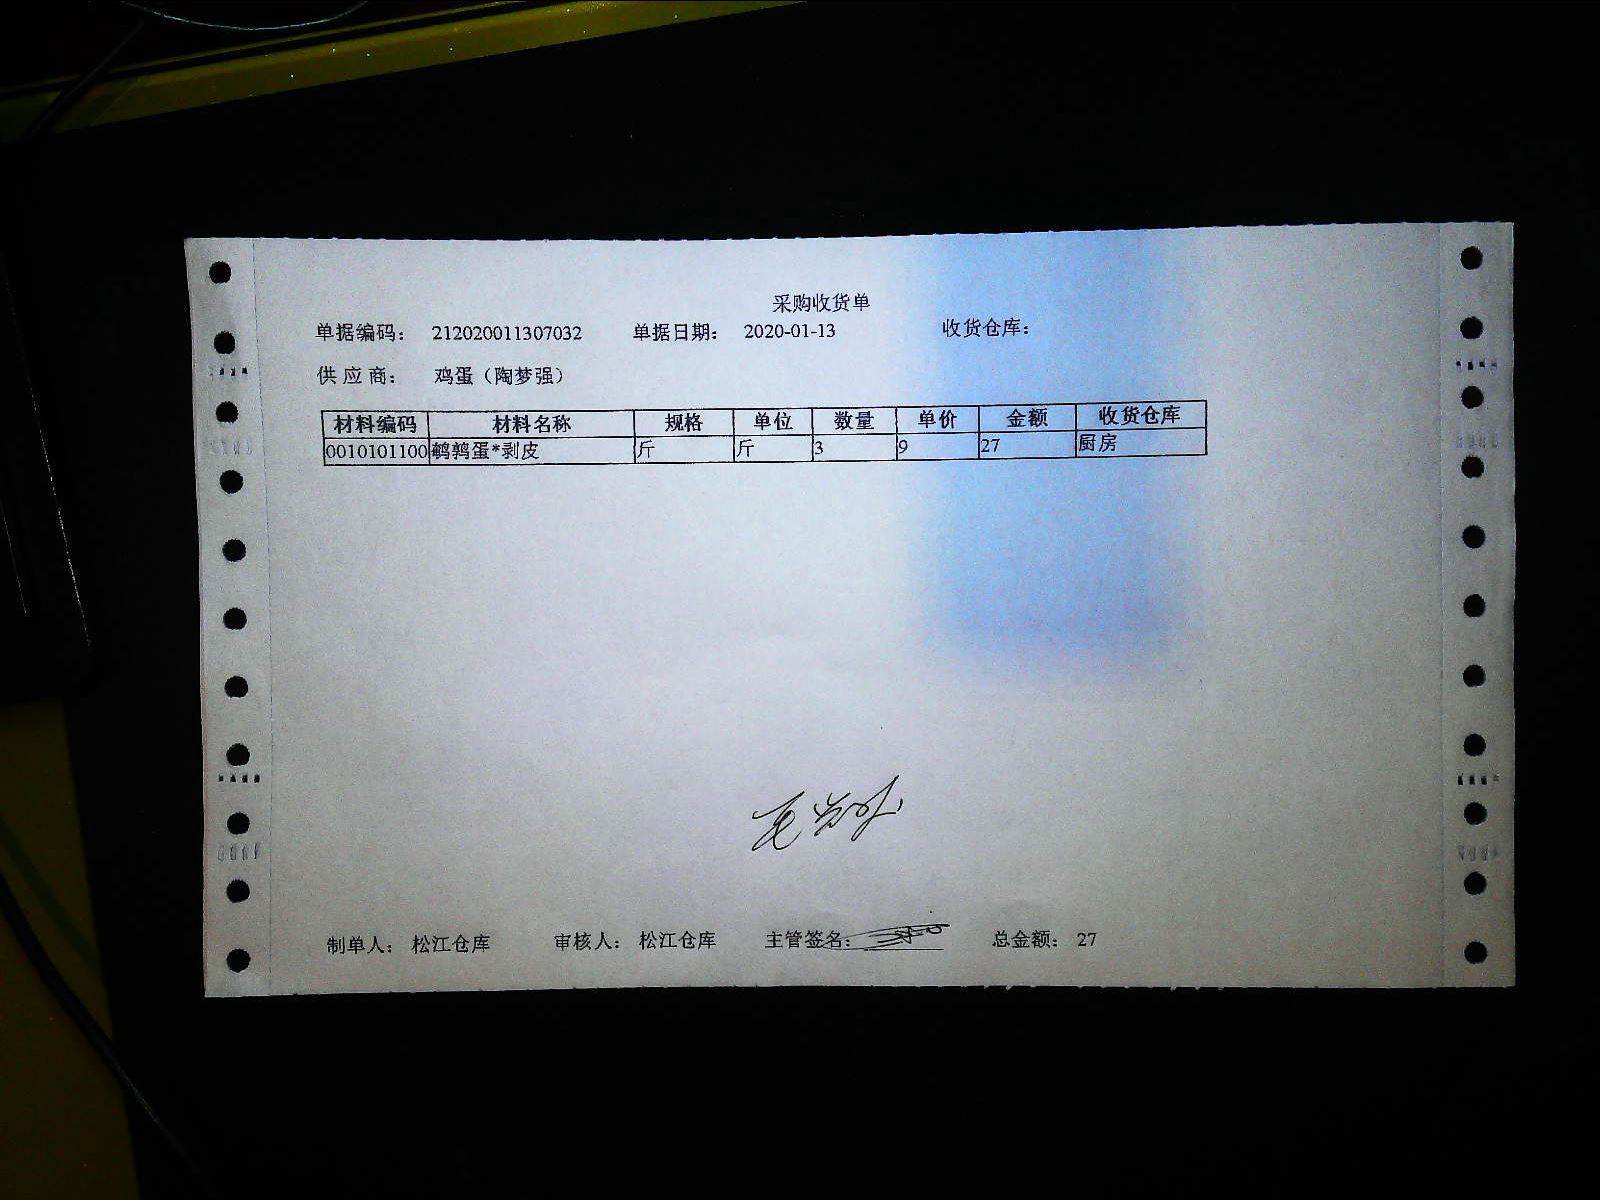 采购收货单
单据编码： 212020011307032 单据日期： 2020-01-13 收货仓库：
供应商： 鸡蛋（陶梦强）
材料编码 材料名称 规格 单位 数量 单价 金额 收货仓库
0010101100 鹌鹑蛋*剥皮 斤 斤 3 9 27 厨房
制单人： 松江仓库 审核人： 松江仓库 主管签名： 总金额： 27